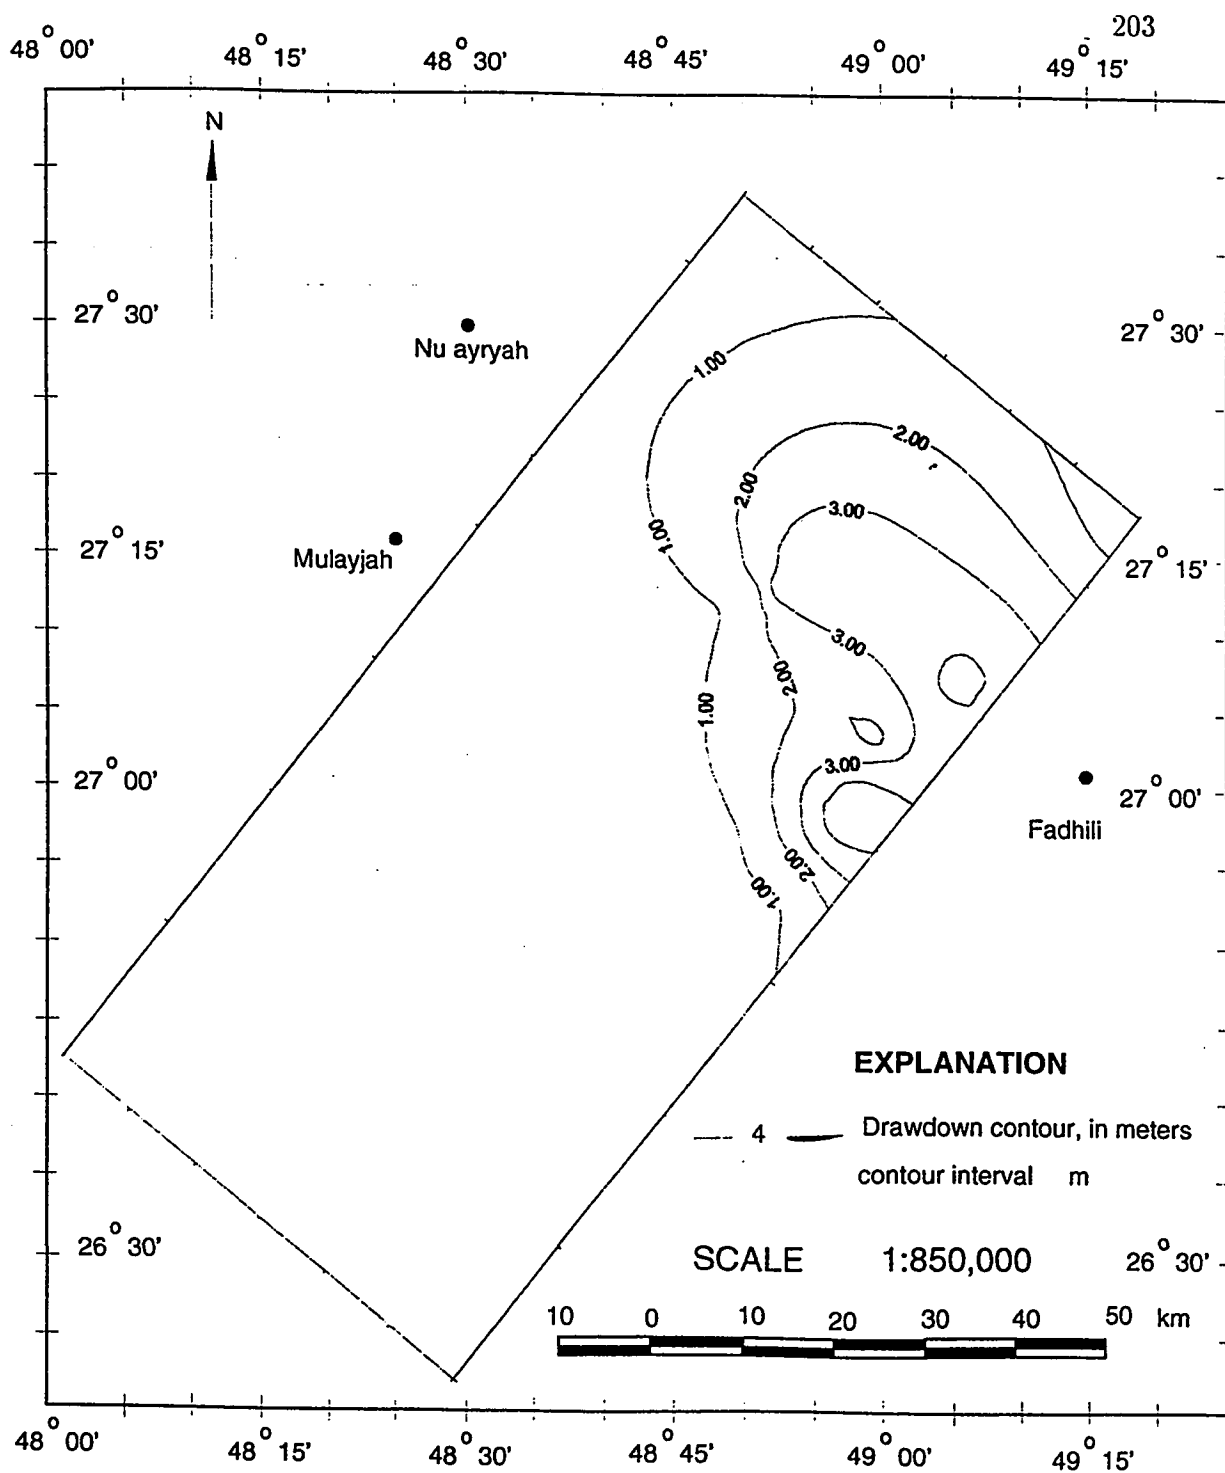 203
48° 00' 48° 15' 48° 30' 48° 45' 49° 00' 49° 15'
N
27° 30' 27° 30'
Nu ayryah
1.00
2.00
2.00
3.00
1.00
27° 15' 27° 15'
Mulayjah
3.00
2.00
1.00
3.00
27° 00' 27° 00'
Fadhili
2.00
1.00
EXPLANATION
4 Drawdown contour, in meters
contour interval m
26° 30' SCALE 1:850,000 26° 30'
10 0 10 20 30 40 50 km
48° 00' 48° 15' 48° 30' 48° 45' 49° 00' 49° 15'